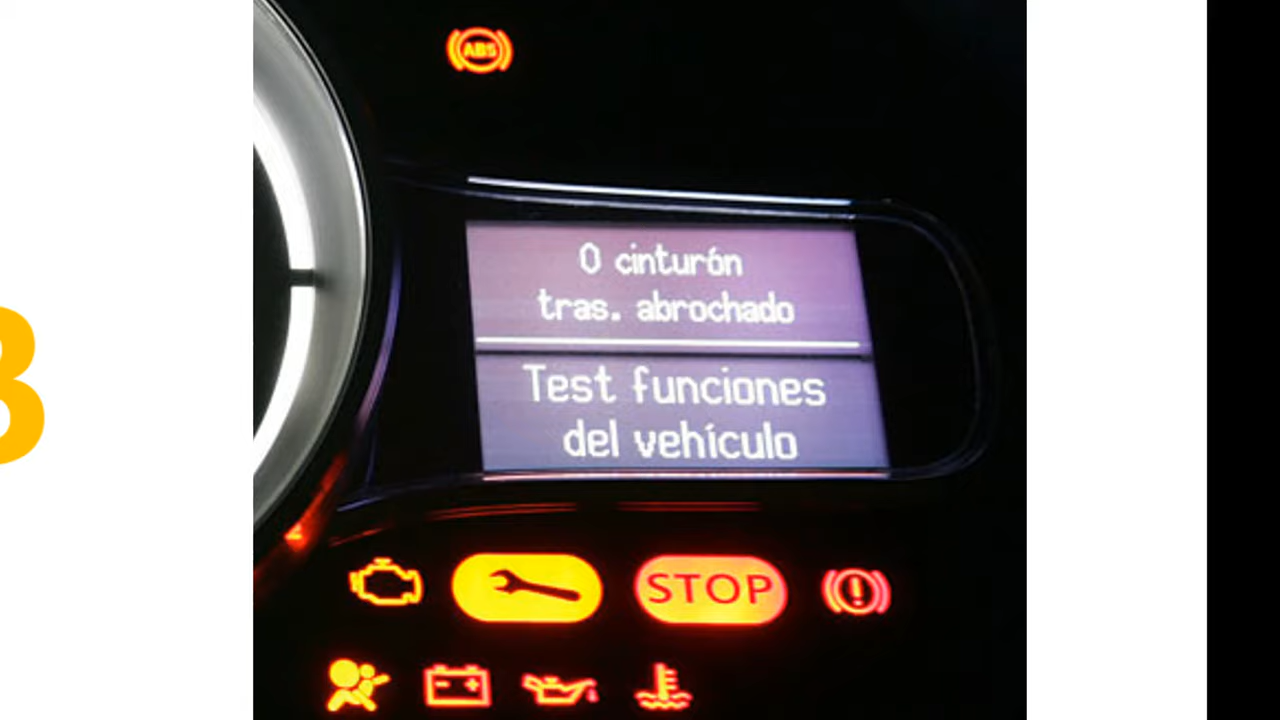 ABS
0 cinturón
tras. abrochado
Test funciones
del vehículo
STOP